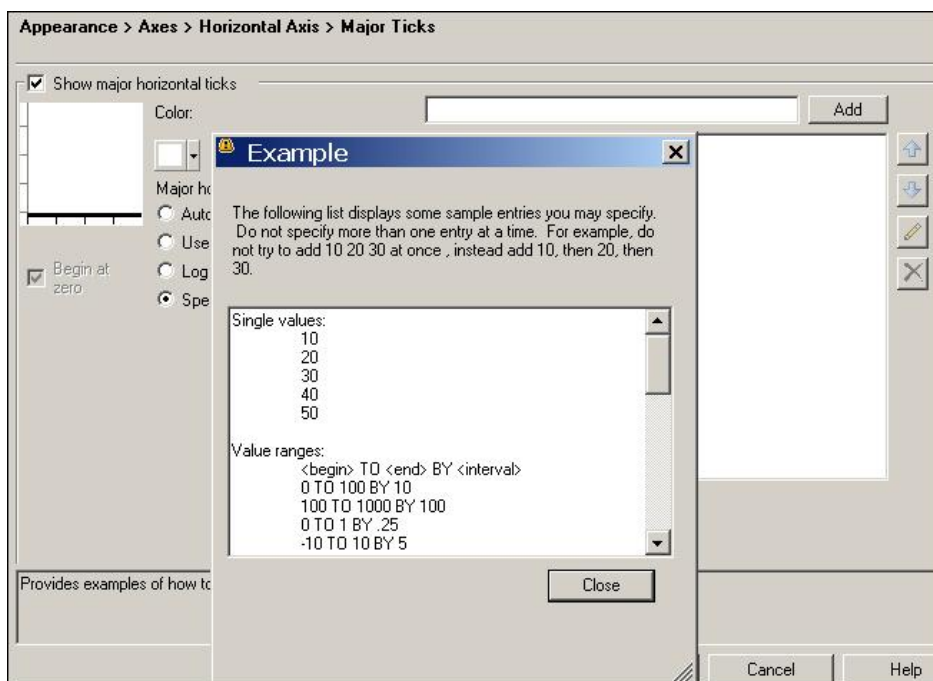 Appearance > Axes > Horizontal Axis > Major Ticks
Show major horizontal ticks
Color:
Add
Example
Major
The following list displays some sample entries you may specify.
Do not specify more than one entry at a time. For example, do
not try to add 10 20 30 at once , instead add 10, then 20, then
30.
Use
Begin at
zero
Log
Single values:
10
20
30
40
50
Value ranges:
<begin> TO <end> BY <interval>
0 TO 100 BY 10
100 TO 1000 BY 100
0 TO 1 BY .25
-10 TO 10 BY 5
Close
Provides examples of how to
Cancel
Help